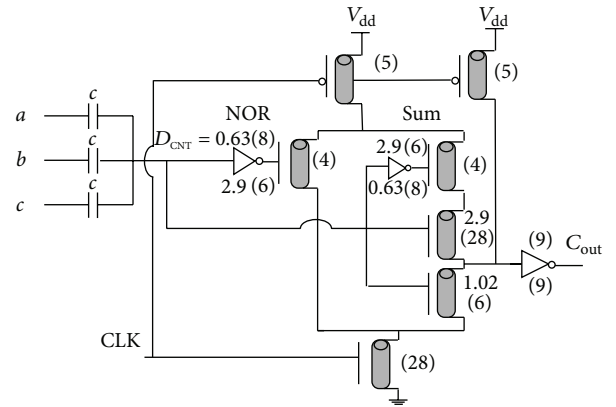 V_dd V_dd
(5) (5)
c
a
NOR Sum
c D_CNT = 0.63(8) 2.9 (6)
b (4) (4)
2.9 (6) 0.63(8)
c
c
2.9
(28)
(9) C_out
(9)
1.02
(6)
CLK
(28)